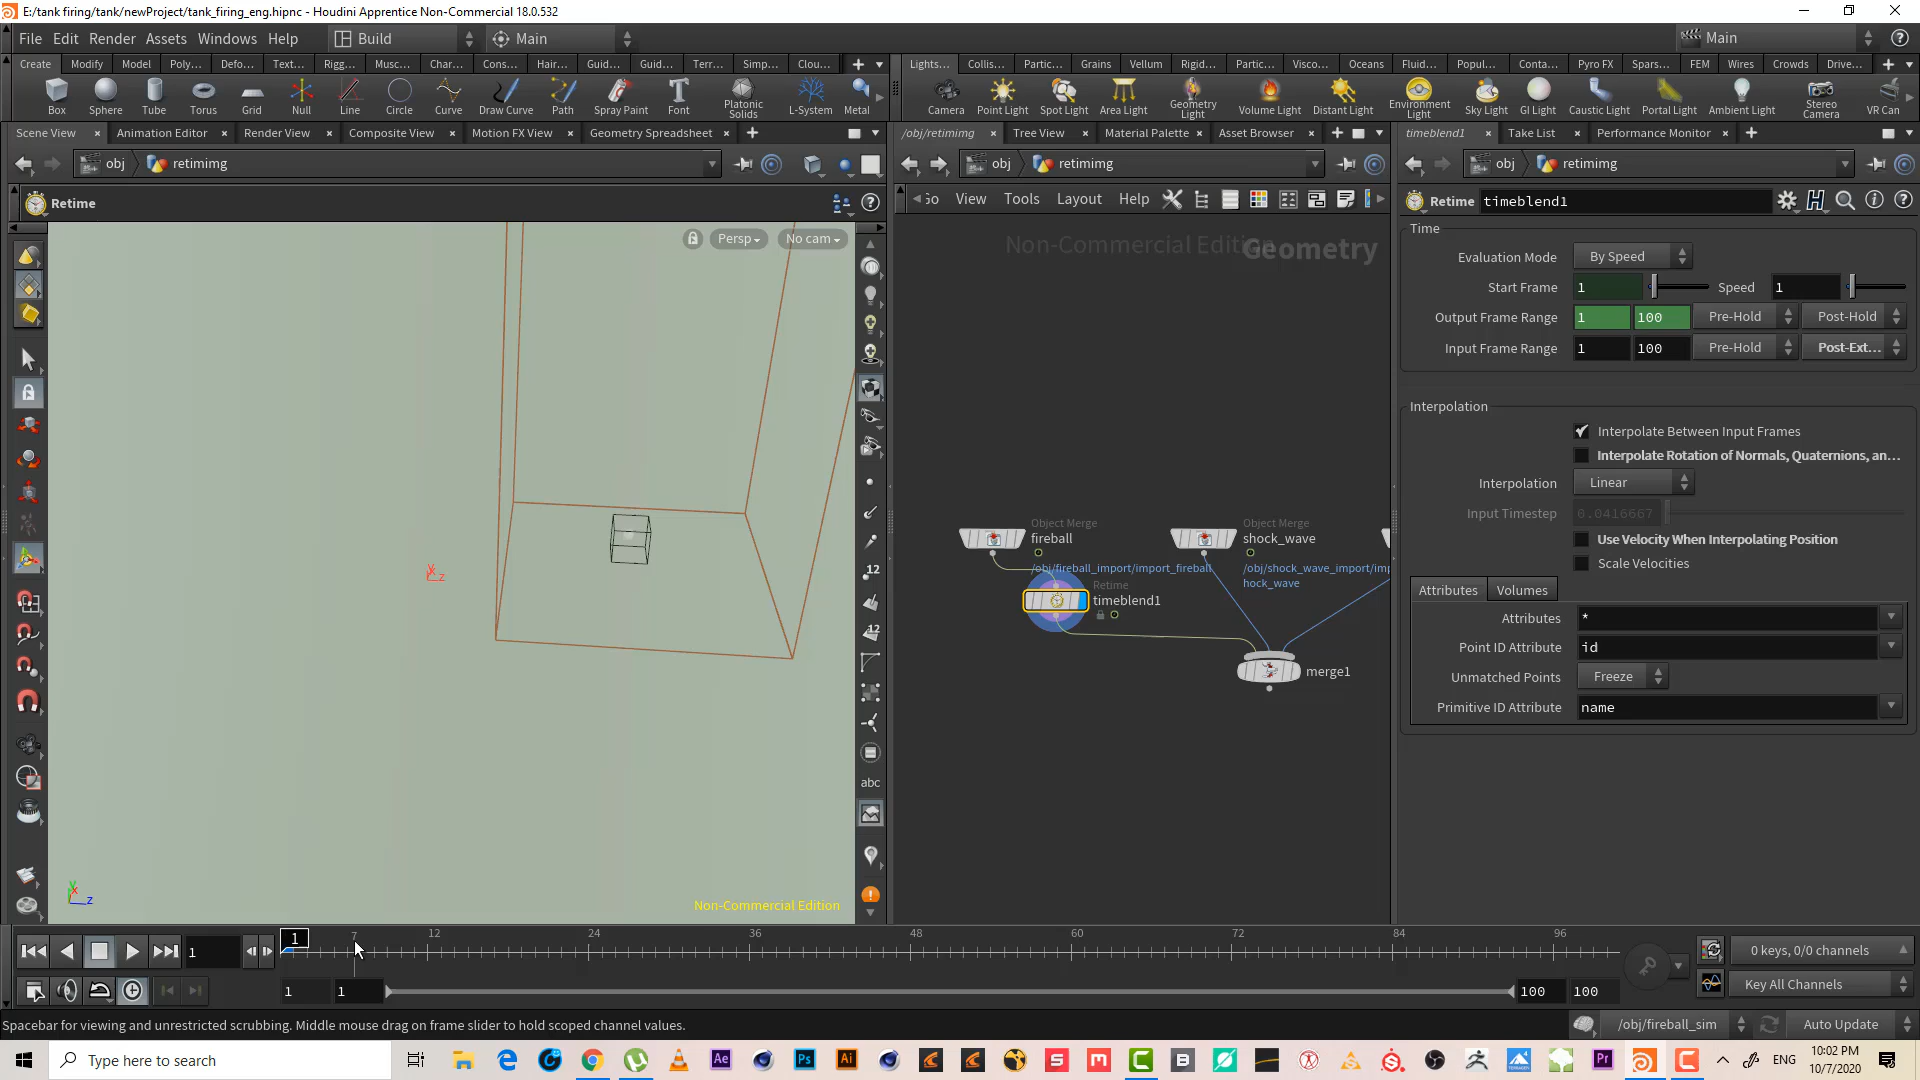 E:/tank firing/tank/newProject/tank_firing_eng.hipnc - Houdini Apprentice Non-Commercial 18.0.532
File Edit Render Assets Windows Help Build Main Main
Create Modify Model Poly... Defo... Text... Rigg... Musc... Char... Cons... Hair... Guid... Guid... Terr... Simp... Clou...
Lights... Collis... Partic... Grains Vellum Rigid... Partic... Visco... Oceans Fluid... Popul... Conta... Pyro FX Spars... FEM Wires Crowds Drive...
Box Sphere Tube Torus Grid Null Line Circle Curve Draw Curve Path Spray Paint Font Platonic Solids L-System Metal
Camera Point Light Spot Light Area Light Geometry Light Volume Light Distant Light Environment Light Sky Light GI Light Caustic Light Portal Light Ambient Light Stereo Camera VR Can
Scene View Animation Editor Render View Composite View Motion FX View Geometry Spreadsheet
/obj/retimimg Tree View Material Palette Asset Browser
timeblend1 Take List Performance Monitor
obj retimimg
obj retimimg
obj retimimg
Retime
View Tools Layout Help
Retime timeblend1
Persp
No cam
Non-Commercial Edition
Geometry
Time
Evaluation Mode By Speed
Start Frame 1 Speed 1
Output Frame Range 1 100 Pre-Hold Post-Hold
Input Frame Range 1 100 Pre-Hold Post-Ext...
Interpolation
Interpolate Between Input Frames
Interpolate Rotation of Normals, Quaternions, an...
Interpolation Linear
Input Timestep 0.0416667
Use Velocity When Interpolating Position
Scale Velocities
Attributes Volumes
Attributes *
Point ID Attribute id
Unmatched Points Freeze
Primitive ID Attribute name
Object Merge
fireball
/obj/fireball_import/import_fireball
Object Merge
shock_wave
/obj/shock_wave_import/imp
hock_wave
Retime
timeblend1
merge1
12
12
abc
y
z
y
x
z
Non-Commercial Edition
1
1 7 12 24 36 48 60 72 84 96
1 1 100 100
0 keys, 0/0 channels
Key All Channels
Spacebar for viewing and unrestricted scrubbing. Middle mouse drag on frame slider to hold scoped channel values.
/obj/fireball_sim Auto Update
Type here to search
ENG
10:02 PM
10/7/2020